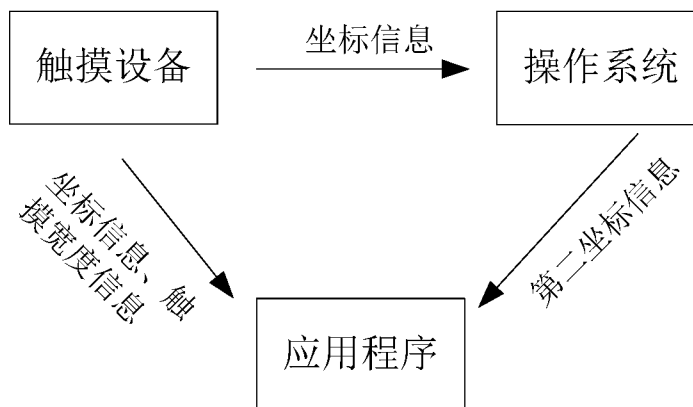 触摸设备
坐标信息
操作系统
坐标信息、触
摸宽度信息
第二坐标信息
应用程序